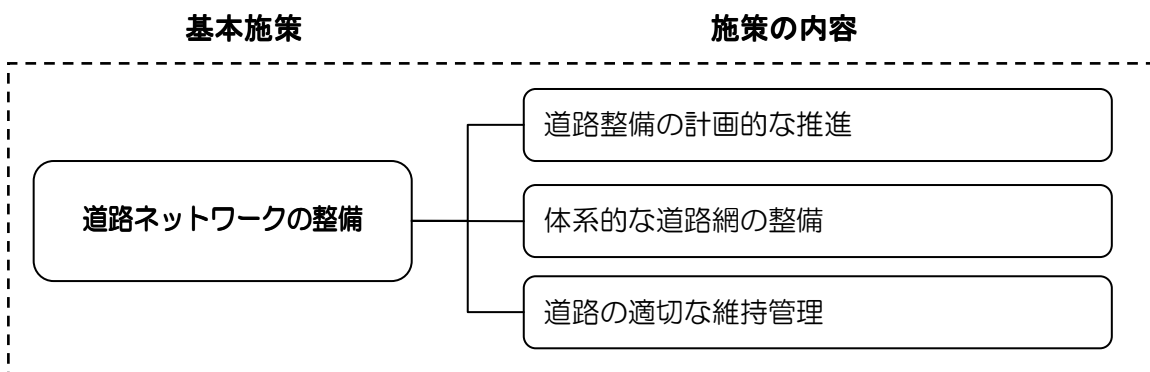 基本施策
施策の内容
道路整備の計画的な推進
道路ネットワークの整備
体系的な道路網の整備
道路の適切な維持管理